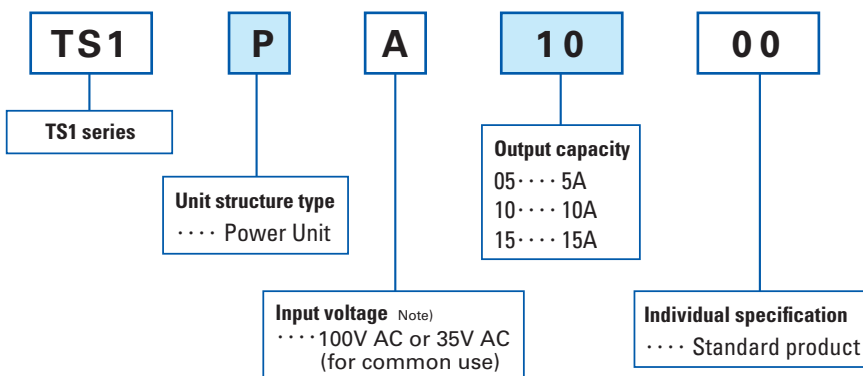 TS1 P A 10 00
TS1 series
Unit structure type
···· Power Unit
Input voltage Note)
····100V AC or 35V AC
(for common use)
Output capacity
05···· 5A
10···· 10A
15···· 15A
Individual specification
···· Standard product